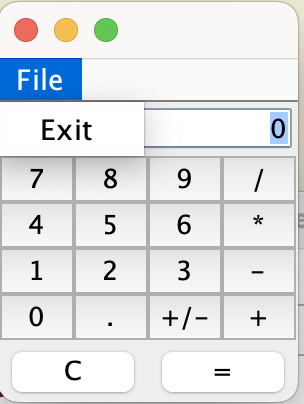 File
Exit 0
7 8 9 /
4 5 6 *
1 2 3 -
0 . +/- +
C =